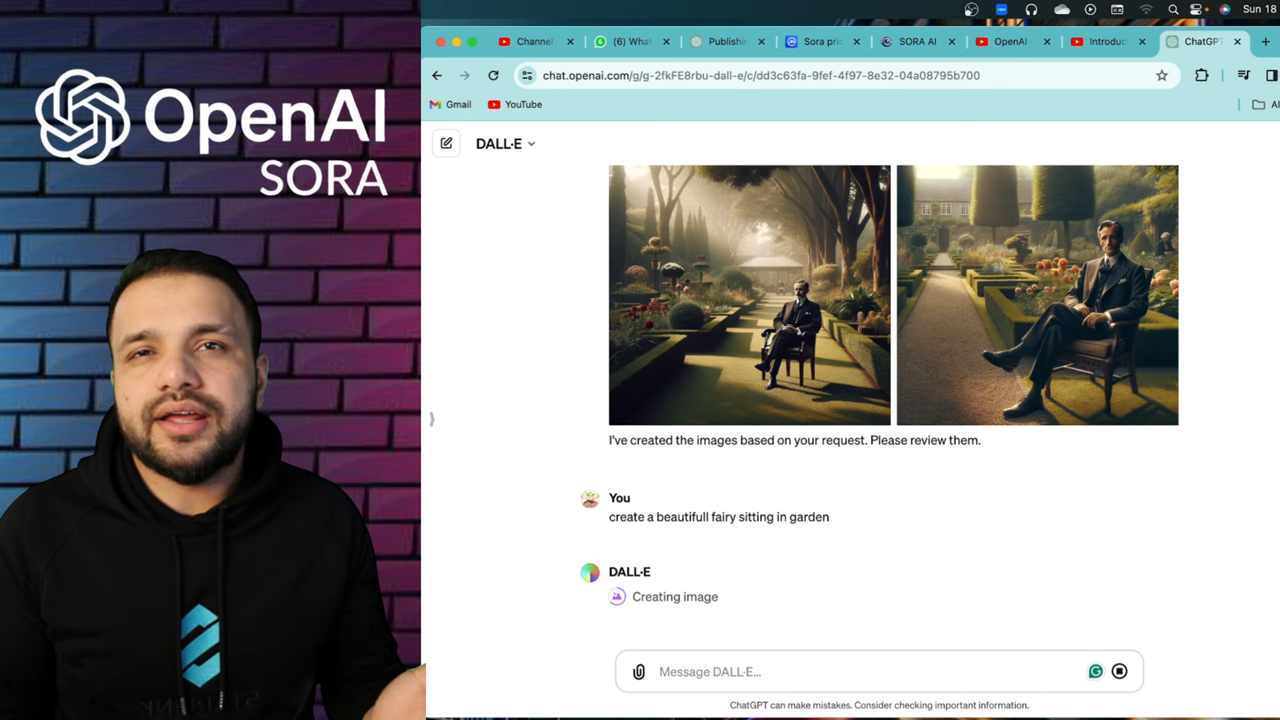 OpenAI
SORA
Sun 18
Channel
(6) What
Publishin
Sora pric
SORA AI
OpenAI
Introduc
ChatGPT
chat.openai.com/g/g-2fkFE8rbu-dall-e/c/dd3c63fa-9fef-4f97-8e32-04a08795b700
Gmail
YouTube
Al
DALL·E
I've created the images based on your request. Please review them.
You
create a beautifull fairy sitting in garden
DALL·E
Creating image
Message DALL·E...
ChatGPT can make mistakes. Consider checking important information.